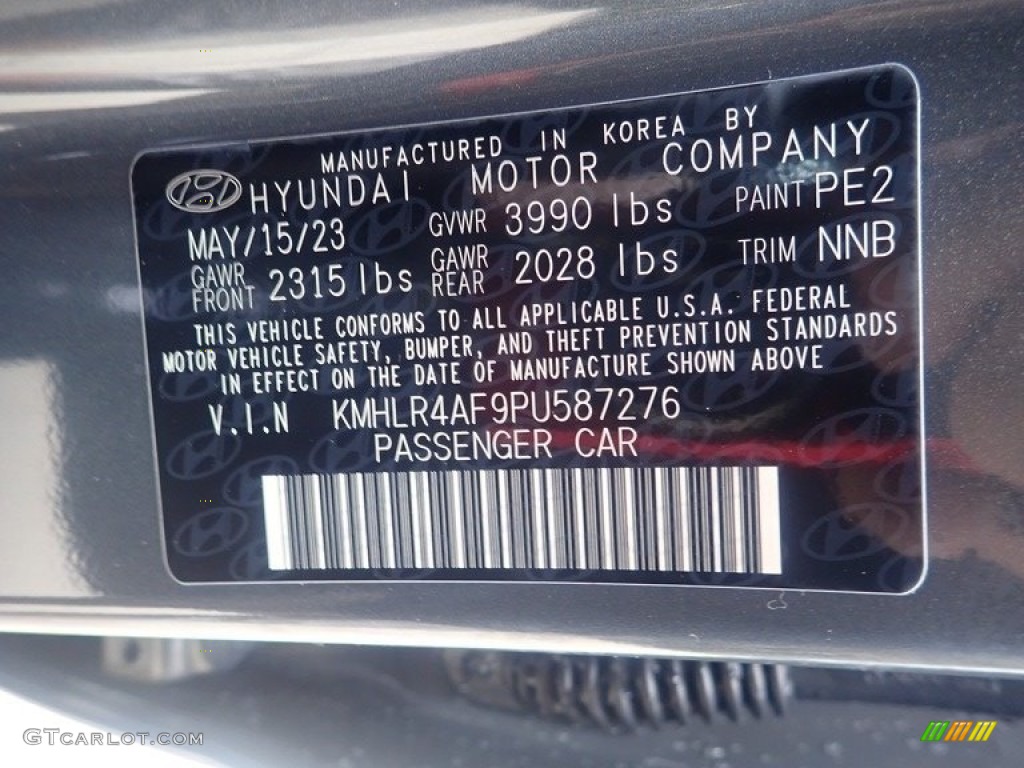 MANUFACTURED IN KOREA BY
HYUNDAI MOTOR COMPANY
MAY/15/23 GVWR 3990 lbs PAINT PE2
GAWR FRONT 2315 lbs GAWR REAR 2028 lbs TRIM NNB
THIS VEHICLE CONFORMS TO ALL APPLICABLE U.S.A. FEDERAL
MOTOR VEHICLE SAFETY, BUMPER, AND THEFT PREVENTION STANDARDS
IN EFFECT ON THE DATE OF MANUFACTURE SHOWN ABOVE
V.I.N KMHLR4AF9PU587276
PASSENGER CAR
GTCarLot.com